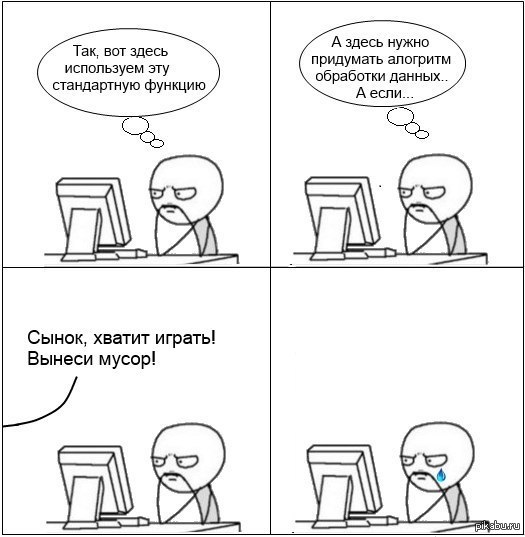 Так, вот здесь
используем эту
стандартную функцию
А здесь нужно
придумать алогритм
обработки данных..
А если...
Сынок, хватит играть!
Вынеси мусор!
pikabu.ru